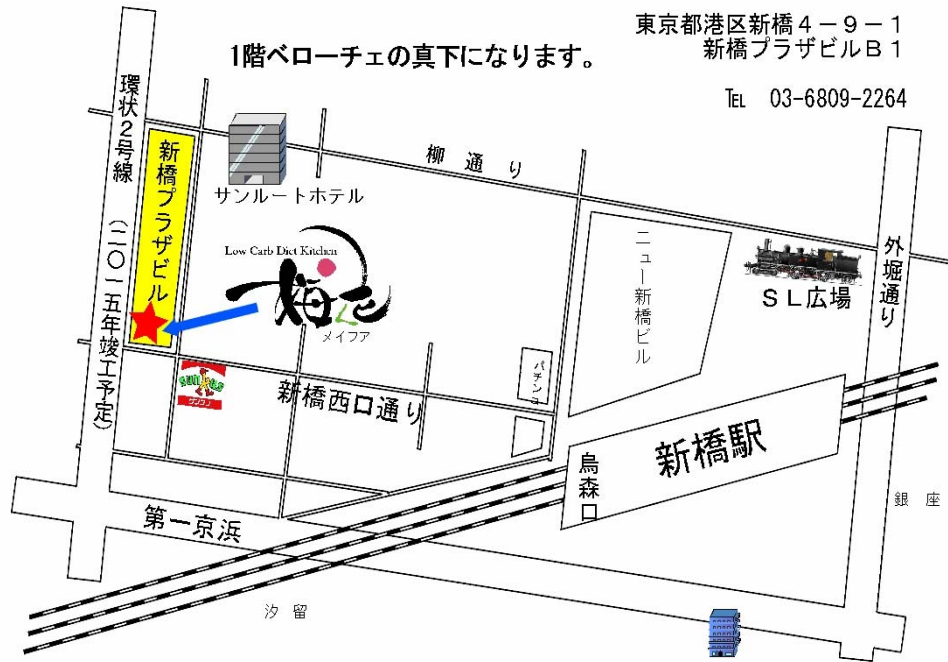 東京都港区新橋4-9-1
新橋プラザビルB1
1階ベローチェの真下になります。
TEL 03-6809-2264
環状2号線 (二〇一五年竣工予定)
新橋プラザビル
サンルートホテル
柳通り
外堀通り
Low Carb Diet Kitchen
メイフア
ニュー新橋ビル
SL広場
パチンコ
新橋西口通り
新橋駅
烏森口
銀座
第一京浜
汐留